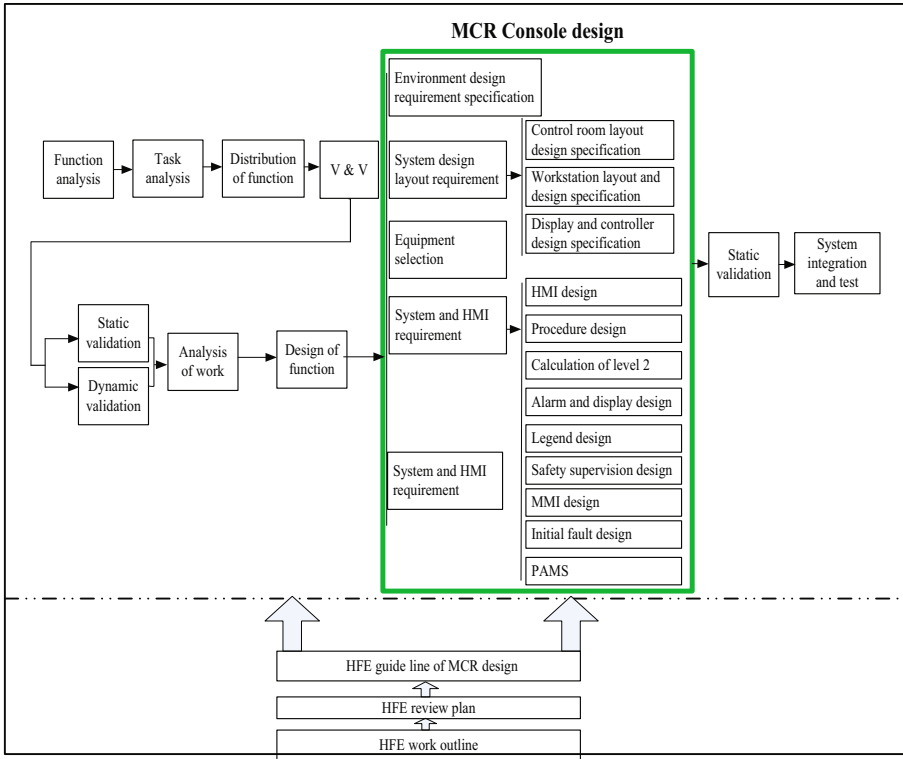 MCR Console design
Environment design
requirement specification
Function
analysis
Task
analysis
Distribution
of function
V & V
System design
layout requirement
Control room layout
design specification
Workstation layout and
design specification
Display and controller
design specification
Equipment
selection
Static
validation
System
integration
and test
Static
validation
Dynamic
validation
Analysis
of work
Design of
function
System and HMI
requirement
HMI design
Procedure design
Calculation of level 2
Alarm and display design
Legend design
System and HMI
requirement
Safety supervision design
MMI design
Initial fault design
PAMS
HFE guide line of MCR design
HFE review plan
HFE work outline